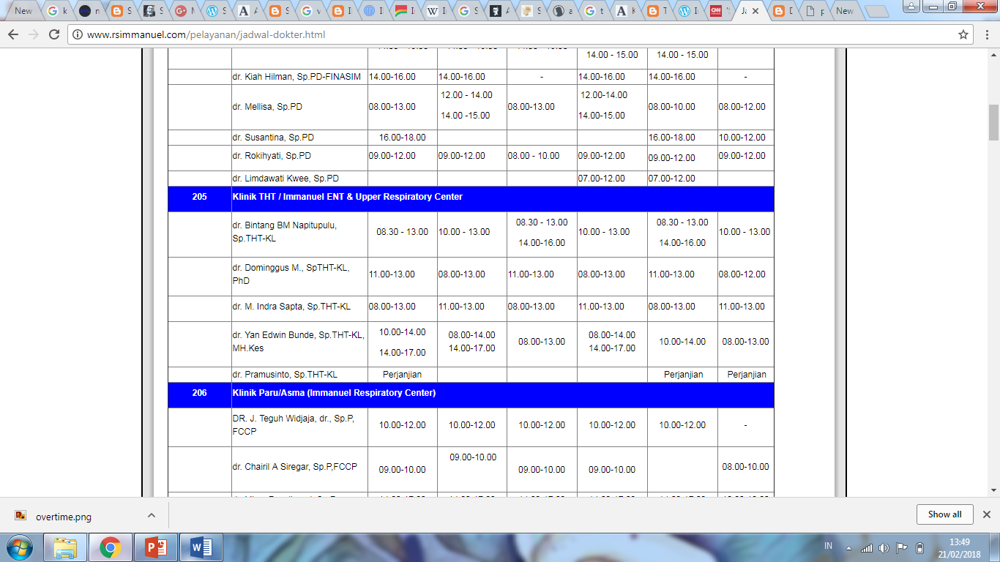 New
www.rsimmanuel.com/pelayanan/jadwal-dokter.html
14.00 - 15.00 14.00 - 15.00
dr. Kiah Hilman, Sp.PD-FINASIM 14.00-16.00 14.00-16.00 - 14.00-16.00 14.00-16.00 -
dr. Mellisa, Sp.PD 08.00-13.00 12.00 - 14.00 08.00-13.00 12.00-14.00 08.00-10.00 08.00-12.00
14.00 -15.00 14.00-15.00
dr. Susantina, Sp.PD 16.00-18.00 16.00-18.00 10.00-12.00
dr. Rokihyati, Sp.PD 09.00-12.00 09.00-12.00 08.00 - 10.00 09.00-12.00 09.00-12.00 09.00-12.00
dr. Limdawati Kwee, Sp.PD 07.00-12.00 07.00-12.00
205 Klinik THT / Immanuel ENT & Upper Respiratory Center
dr. Bintang BM Napitupulu, 08.30 - 13.00 10.00 - 13.00 08.30 - 13.00 10.00 - 13.00 08.30 - 13.00 10.00 - 13.00
Sp.THT-KL 14.00-16.00 14.00-16.00
dr. Dominggus M., SpTHT-KL, 11.00-13.00 08.00-13.00 11.00-13.00 08.00-13.00 11.00-13.00 08.00-12.00
PhD
dr. M. Indra Sapta, Sp.THT-KL 08.00-13.00 11.00-13.00 08.00-13.00 11.00-13.00 08.00-13.00 11.00-13.00
dr. Yan Edwin Bunde, Sp.THT-KL, 10.00-14.00 08.00-14.00 08.00-13.00 08.00-14.00 10.00-14.00 08.00-13.00
MH.Kes 14.00-17.00 14.00-17.00 14.00-17.00
dr. Pramusinto, Sp.THT-KL Perjanjian Perjanjian Perjanjian
206 Klinik Paru/Asma (Immanuel Respiratory Center)
DR. J. Teguh Widjaja, dr., Sp.P, 10.00-12.00 10.00-12.00 10.00-12.00 10.00-12.00 10.00-12.00 -
FCCP
dr. Chairil A Siregar, Sp.P,FCCP 09.00-10.00 09.00-10.00 09.00-10.00 09.00-10.00 08.00-10.00
overtime.png
Show all
IN
13:49
21/02/2018